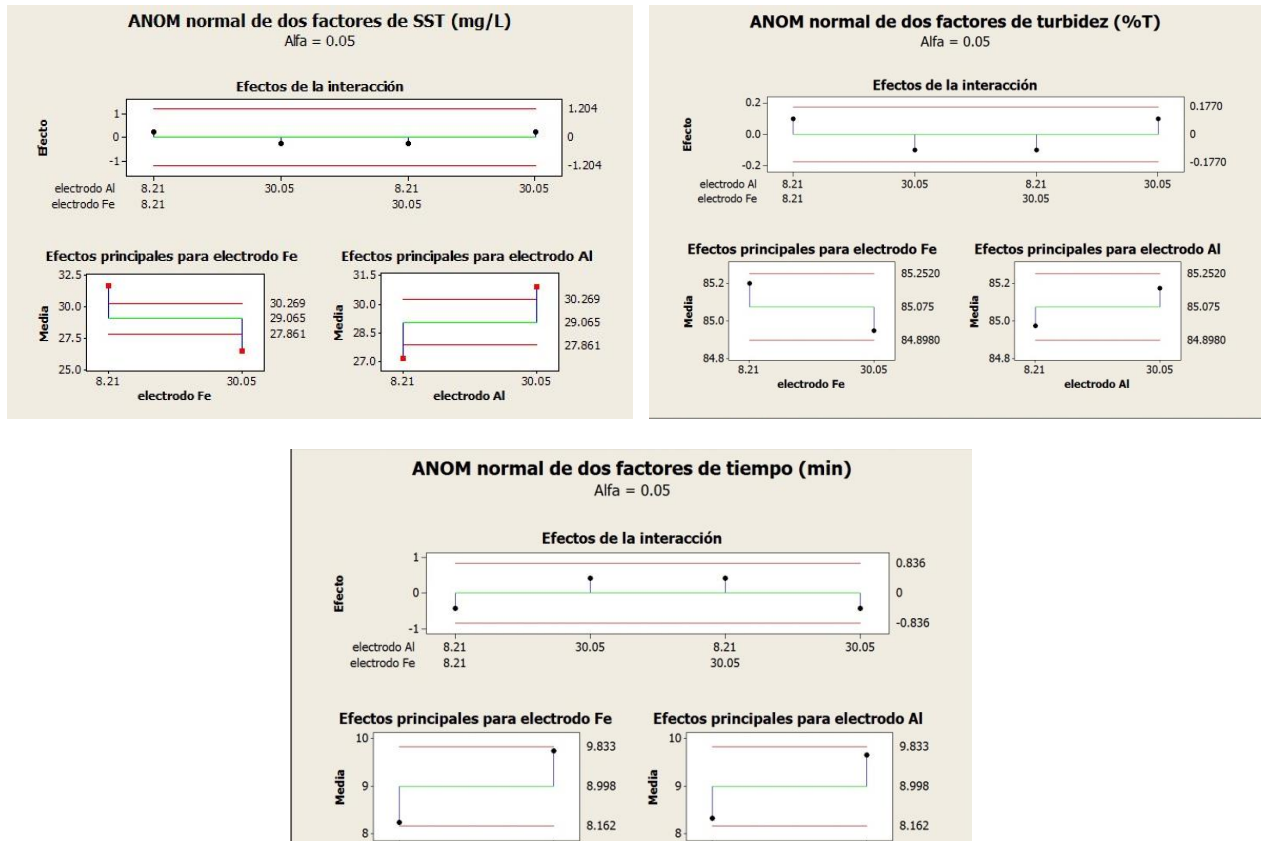 ANOM normal de dos factores de SST (mg/L)
Alfa = 0.05
Efectos de la interacción
Efecto
1
0
-1
1.204
0
-1.204
electrodo Al 8.21 30.05 8.21 30.05
electrodo Fe 8.21 30.05
Efectos principales para electrodo Fe
Media
32.5
30.0
27.5
25.0
30.269
29.065
27.861
8.21 30.05
electrodo Fe
Efectos principales para electrodo Al
Media
31.5
30.0
28.5
27.0
30.269
29.065
27.861
8.21 30.05
electrodo Al
ANOM normal de dos factores de turbidez (%T)
Alfa = 0.05
Efectos de la interacción
Efecto
0.2
0.0
-0.2
0.1770
0
-0.1770
electrodo Al 8.21 30.05 8.21 30.05
electrodo Fe 8.21 30.05
Efectos principales para electrodo Fe
Media
85.2
85.0
84.8
85.2520
85.075
84.8980
8.21 30.05
electrodo Fe
Efectos principales para electrodo Al
Media
85.2
85.0
84.8
85.2520
85.075
84.8980
8.21 30.05
electrodo Al
ANOM normal de dos factores de tiempo (min)
Alfa = 0.05
Efectos de la interacción
Efecto
1
0
-1
0.836
0
-0.836
electrodo Al 8.21 30.05 8.21 30.05
electrodo Fe 8.21 30.05
Efectos principales para electrodo Fe
Media
10
9
8
9.833
8.998
8.162
Efectos principales para electrodo Al
Media
10
9
8
9.833
8.998
8.162